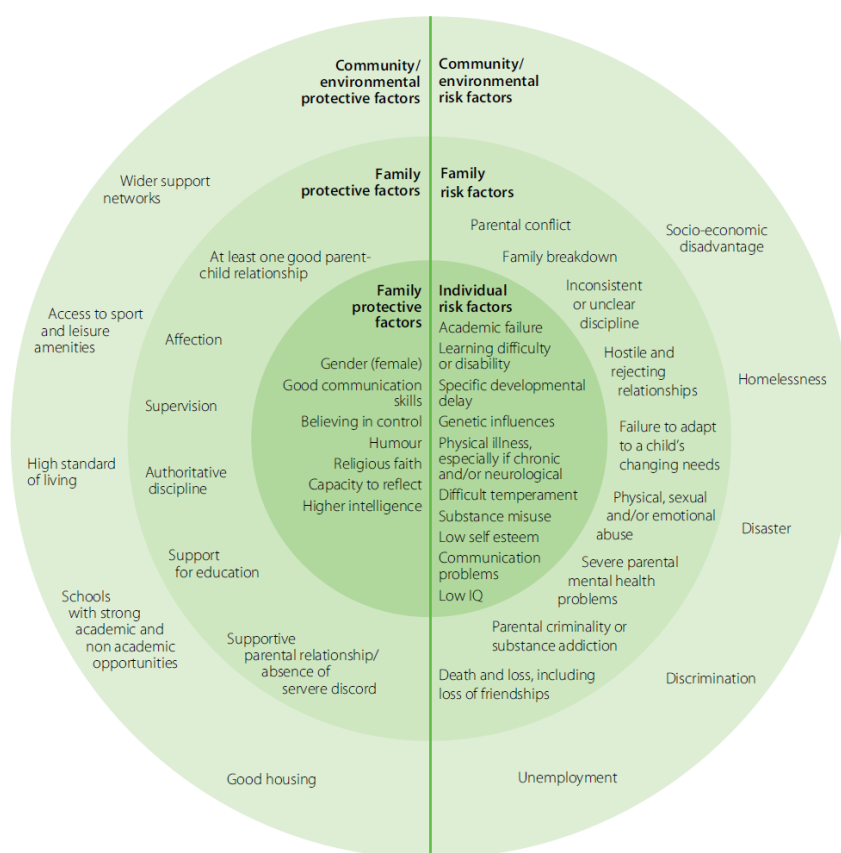 Community/
environmental
protective factors
Community/
environmental
risk factors
Family
protective factors
Family
risk factors
Wider support
networks
At least one good parent-
child relationship
Access to sport
and leisure
amenities
Affection
Supervision
High standard
of living
Authoritative
discipline
Support
for education
Schools
with strong
academic and
non academic
opportunities
Supportive
parental relationship/
absence of
servere discord
Good housing
Family
protective
factors
Gender (female)
Good communication
skills
Believing in control
Humour
Religious faith
Capacity to reflect
Higher intelligence
Individual
risk factors
Academic failure
Learning difficulty
or disability
Specific developmental
delay
Genetic influences
Physical illness,
especially if chronic
and/or neurological
Difficult temperament
Substance misuse
Low self esteem
Communication
problems
Low IQ
Parental conflict
Family breakdown
Inconsistent
or unclear
discipline
Hostile and
rejecting
relationships
Failure to adapt
to a child's
changing needs
Physical, sexual
and/or emotional
abuse
Severe parental
mental health
problems
Parental criminality or
substance addiction
Death and loss, including
loss of friendships
Socio-economic
disadvantage
Homelessness
Disaster
Discrimination
Unemployment